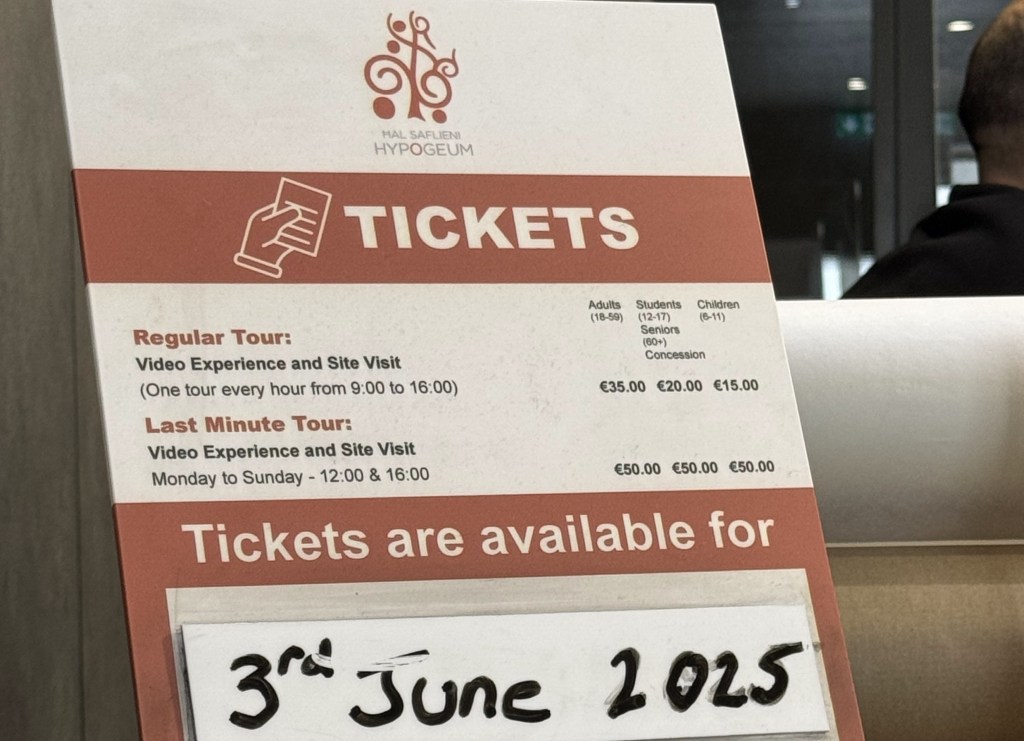 ĦAL SAFLIENI
HYPOGEUM
TICKETS
Adults Students Children
(18-59) (12-17) (6-11)
Seniors
(60+)
Concession
Regular Tour:
Video Experience and Site Visit
(One tour every hour from 9:00 to 16:00) €35.00 €20.00 €15.00
Last Minute Tour:
Video Experience and Site Visit
Monday to Sunday - 12:00 & 16:00 €50.00 €50.00 €50.00
Tickets are available for
3rd June 2025